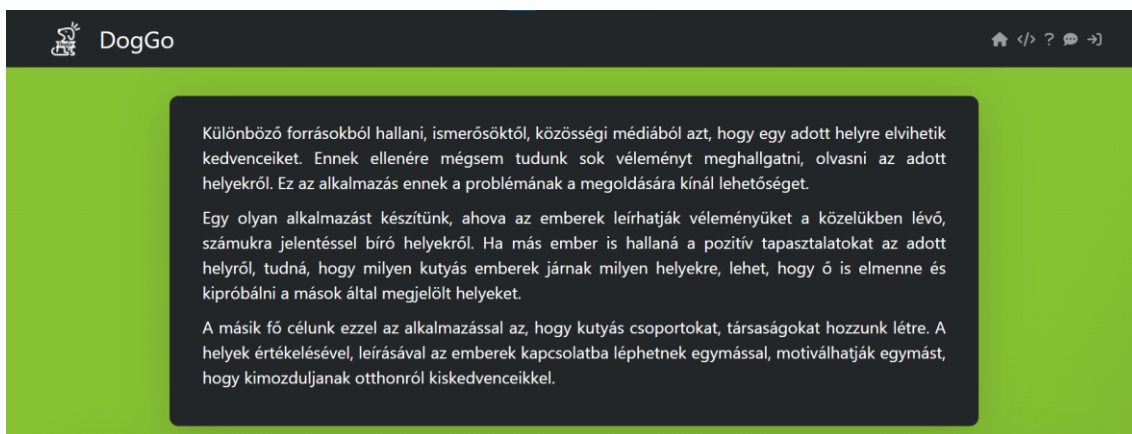 DogGo
</> ?
Különböző forrásokból hallani, ismerősöktől, közösségi médiából azt, hogy egy adott helyre elvihetik
kedvenceiket. Ennek ellenére mégsem tudunk sok véleményt meghallgatni, olvasni az adott
helyekről. Ez az alkalmazás ennek a problémának a megoldására kínál lehetőséget.
Egy olyan alkalmazást készítünk, ahova az emberek leírhatják véleményüket a közelükben lévő,
számukra jelentéssel bíró helyekről. Ha más ember is hallaná a pozitív tapasztalatokat az adott
helyről, tudná, hogy milyen kutyás emberek járnak milyen helyekre, lehet, hogy ő is elmenne és
kipróbálni a mások által megjelölt helyeket.
A másik fő célunk ezzel az alkalmazással az, hogy kutyás csoportokat, társaságokat hozzunk létre. A
helyek értékelésével, leírásával az emberek kapcsolatba léphetnek egymással, motiválhatják egymást,
hogy kimozduljanak otthonról kiskedvenceikkel.